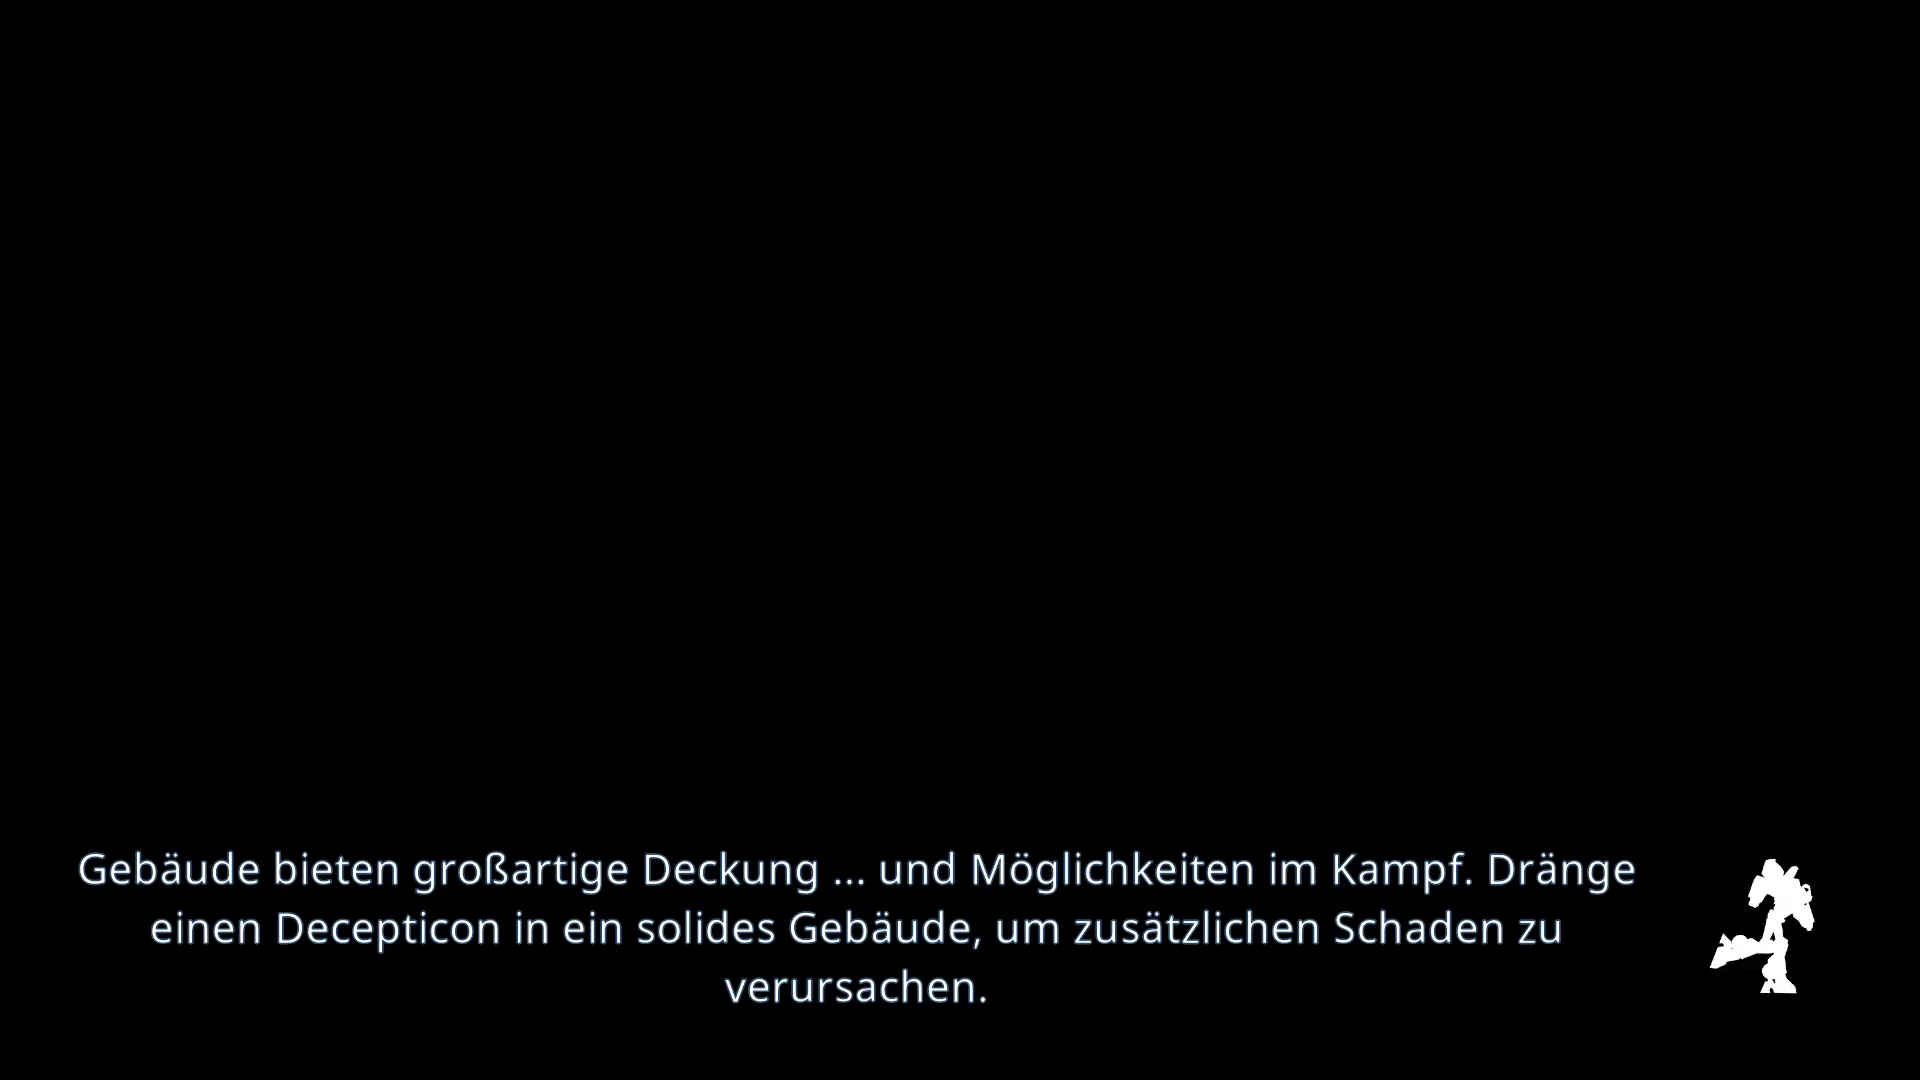 Gebäude bieten großartige Deckung ... und Möglichkeiten im Kampf. Dränge
einen Decepticon in ein solides Gebäude, um zusätzlichen Schaden zu
verursachen.